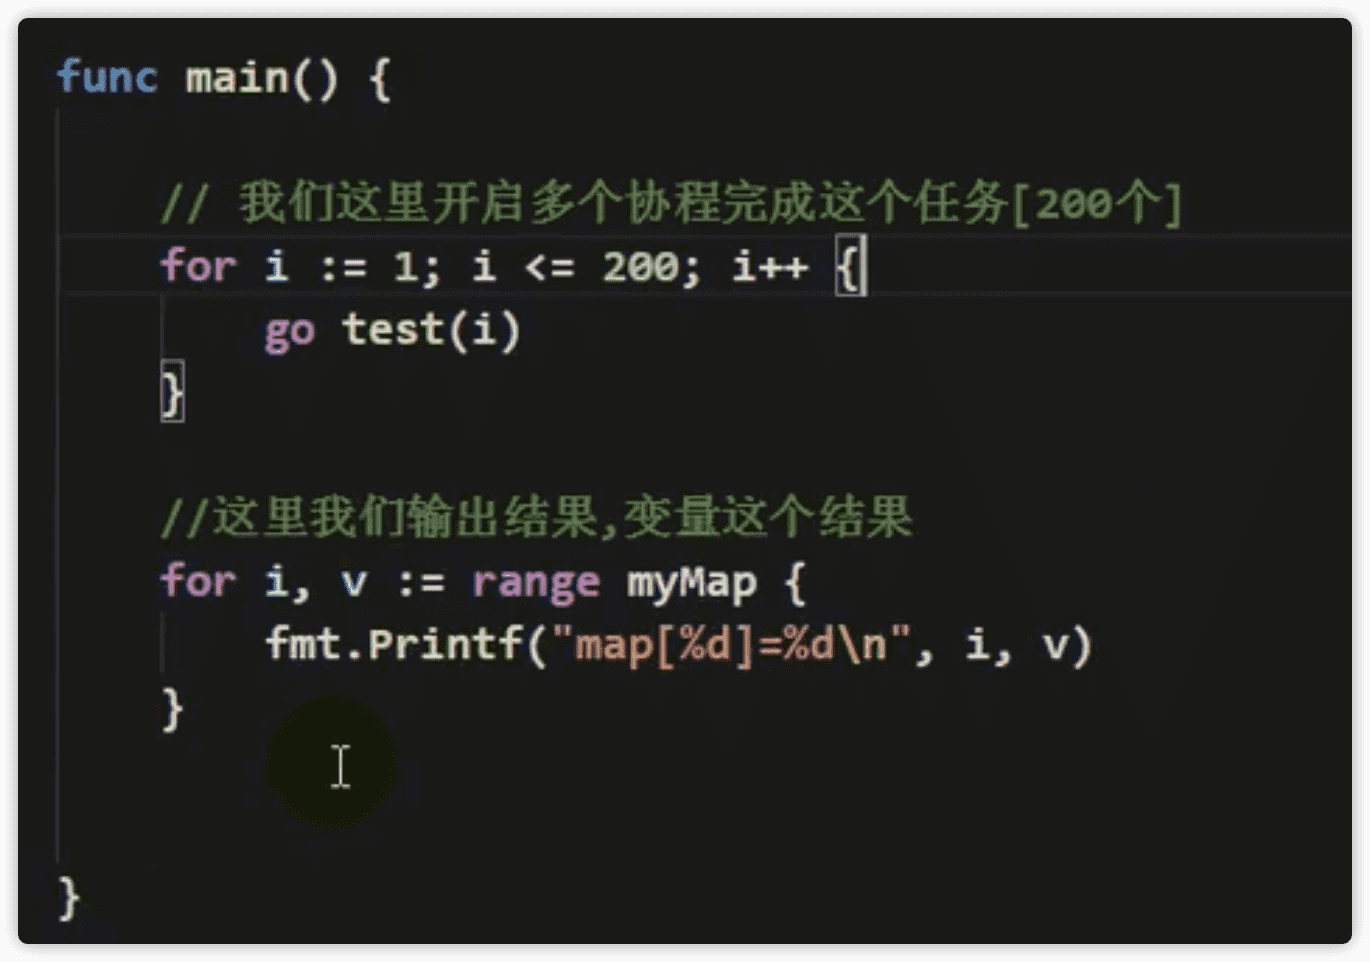 func main() {
// 我们这里开启多个协程完成这个任务[200个]
for i := 1; i <= 200; i++ {
go test(i)
}
//这里我们输出结果,变量这个结果
for i, v := range myMap {
fmt.Printf("map[%d]=%d\n", i, v)
}
}